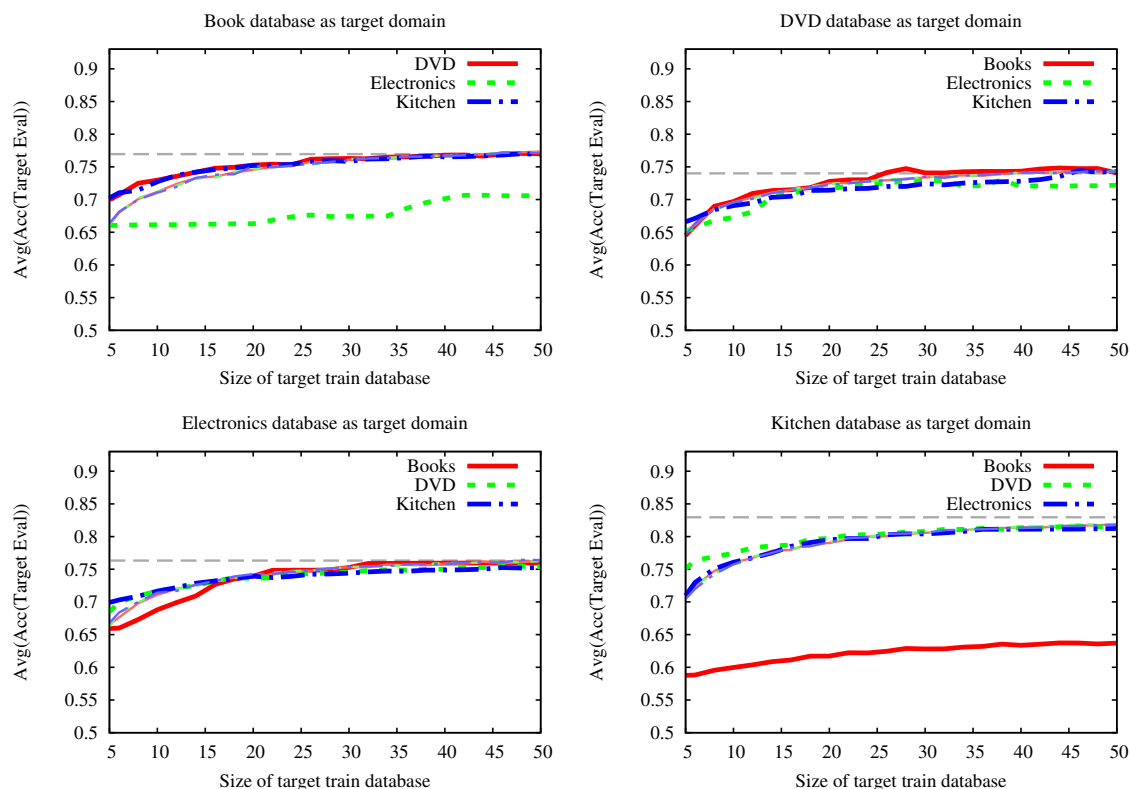 Book database as target domain
Avg(Acc(Target Eval))
0.9
0.85
0.8
0.75
0.7
0.65
0.6
0.55
0.5
DVD
Electronics
Kitchen
5 10 15 20 25 30 35 40 45 50
Size of target train database
DVD database as target domain
Avg(Acc(Target Eval))
0.9
0.85
0.8
0.75
0.7
0.65
0.6
0.55
0.5
Books
Electronics
Kitchen
5 10 15 20 25 30 35 40 45 50
Size of target train database
Electronics database as target domain
Avg(Acc(Target Eval))
0.9
0.85
0.8
0.75
0.7
0.65
0.6
0.55
0.5
Books
DVD
Kitchen
5 10 15 20 25 30 35 40 45 50
Size of target train database
Kitchen database as target domain
Avg(Acc(Target Eval))
0.9
0.85
0.8
0.75
0.7
0.65
0.6
0.55
0.5
Books
DVD
Electronics
5 10 15 20 25 30 35 40 45 50
Size of target train database